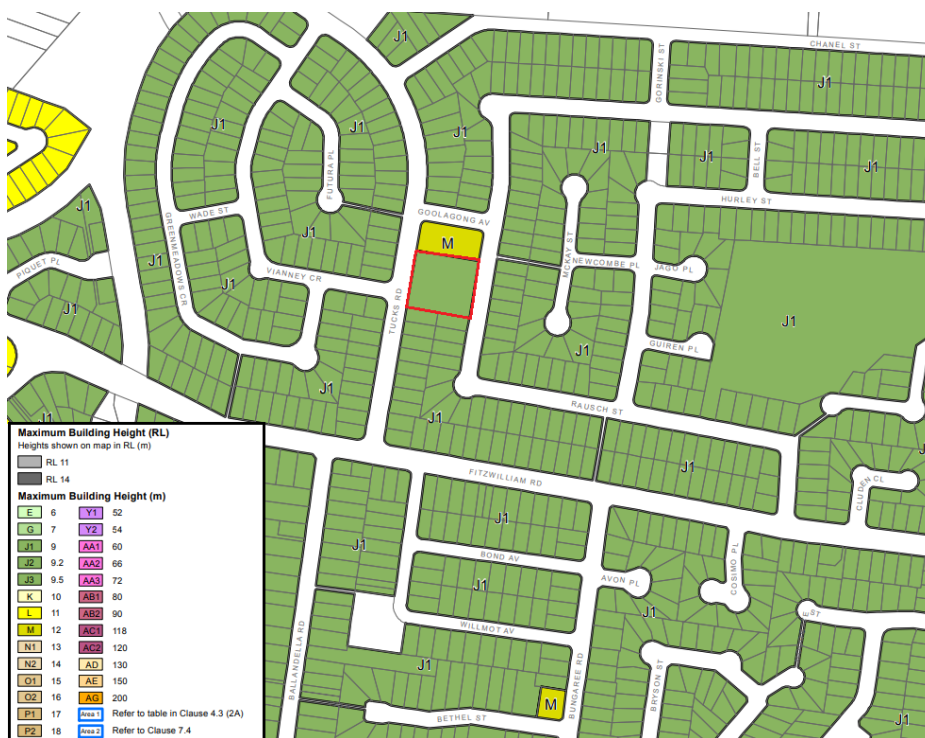 CHANEL ST
J1
GORINSKI ST
J1
J1
J1
J1
J1
J1
J1
J1
BELL ST
FUTURA PL
J1
HURLEY ST
WADE ST
GOOLAGONG AV
J1
J1
M
GREENMEADOWS CR
PIQUET PL
J1
VIANNEY CR
MCKAY ST
NEWCOMBE PL
JAGO PL
J1
J1
TUCKS RD
J1
GUIREN PL
J1
J1
RAUSCH ST
J1
J1
J1
FITZWILLIAM RD
CLUDEN CL
J1
J1
BOND AV
J1
AVON PL
COSIMO PL
J1
WILLMOT AV
E ST
BALLANDELLA RD
J1
BUNGAREE RD
BRYSON ST
M
BETHEL ST
Maximum Building Height (RL)
Heights shown on map in RL (m)
RL 11
RL 14
Maximum Building Height (m)
E 6 Y1 52
G 7 Y2 54
J1 9 AA1 60
J2 9.2 AA2 66
J3 9.5 AA3 72
K 10 AB1 80
L 11 AB2 90
M 12 AC1 118
N1 13 AC2 120
N2 14 AD 130
O1 15 AE 150
O2 16 AG 200
P1 17 Area 1 Refer to table in Clause 4.3 (2A)
P2 18 Area 2 Refer to Clause 7.4